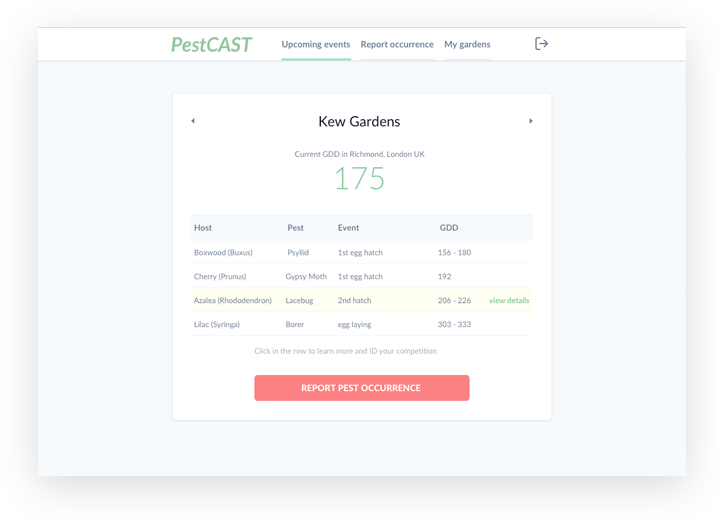 PestCAST Upcoming events Report occurrence My gardens
Kew Gardens
Current GDD in Richmond, London UK
175
Host Pest Event GDD
Boxwood (Buxus) Psyllid 1st egg hatch 156 - 180
Cherry (Prunus) Gypsy Moth 1st egg hatch 192
Azalea (Rhododendron) Lacebug 2nd hatch 206 - 226 view details
Lilac (Syringa) Borer egg laying 303 - 333
Click in the row to learn more and ID your competition
REPORT PEST OCCURRENCE